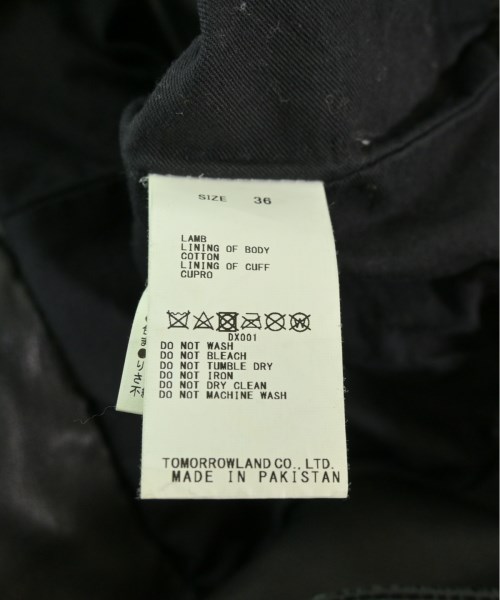 SIZE 36
LAMB
LINING OF BODY
COTTON
LINING OF CUFF
CUPRO
DX001
DO NOT WASH
DO NOT BLEACH
DO NOT TUMBLE DRY
DO NOT IRON
DO NOT DRY CLEAN
DO NOT MACHINE WASH
TOMORROWLAND CO., LTD.
MADE IN PAKISTAN